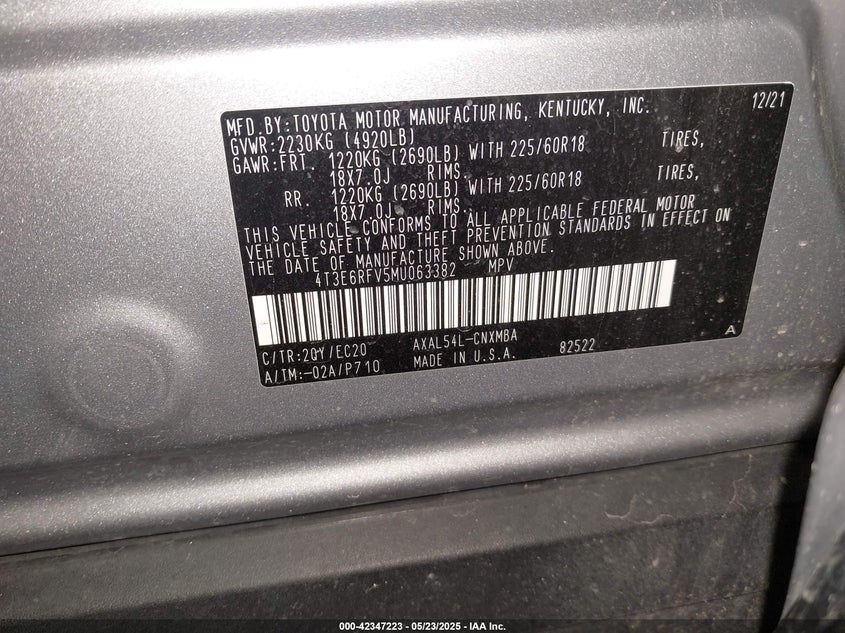 MFD.BY:TOYOTA MOTOR MANUFACTURING, KENTUCKY, INC. 12/21
GVWR:2230KG (4920LB)
GAWR:FRT. 1220KG (2690LB) WITH 225/60R18 TIRES,
18X7.0J RIMS.
RR. 1220KG (2690LB) WITH 225/60R18 TIRES,
18X7.0J RIMS.
THIS VEHICLE CONFORMS TO ALL APPLICABLE FEDERAL MOTOR
VEHICLE SAFETY AND THEFT PREVENTION STANDARDS IN EFFECT ON
THE DATE OF MANUFACTURE SHOWN ABOVE.
4T3E6RFV5MU063382 MPV
C/TR:2QY/EC20 AXAL54L-CNXMBA A
A/TM:-02A/P710 MADE IN U.S.A. 82522
000-42347223 - 05/23/2025 - IAA Inc.